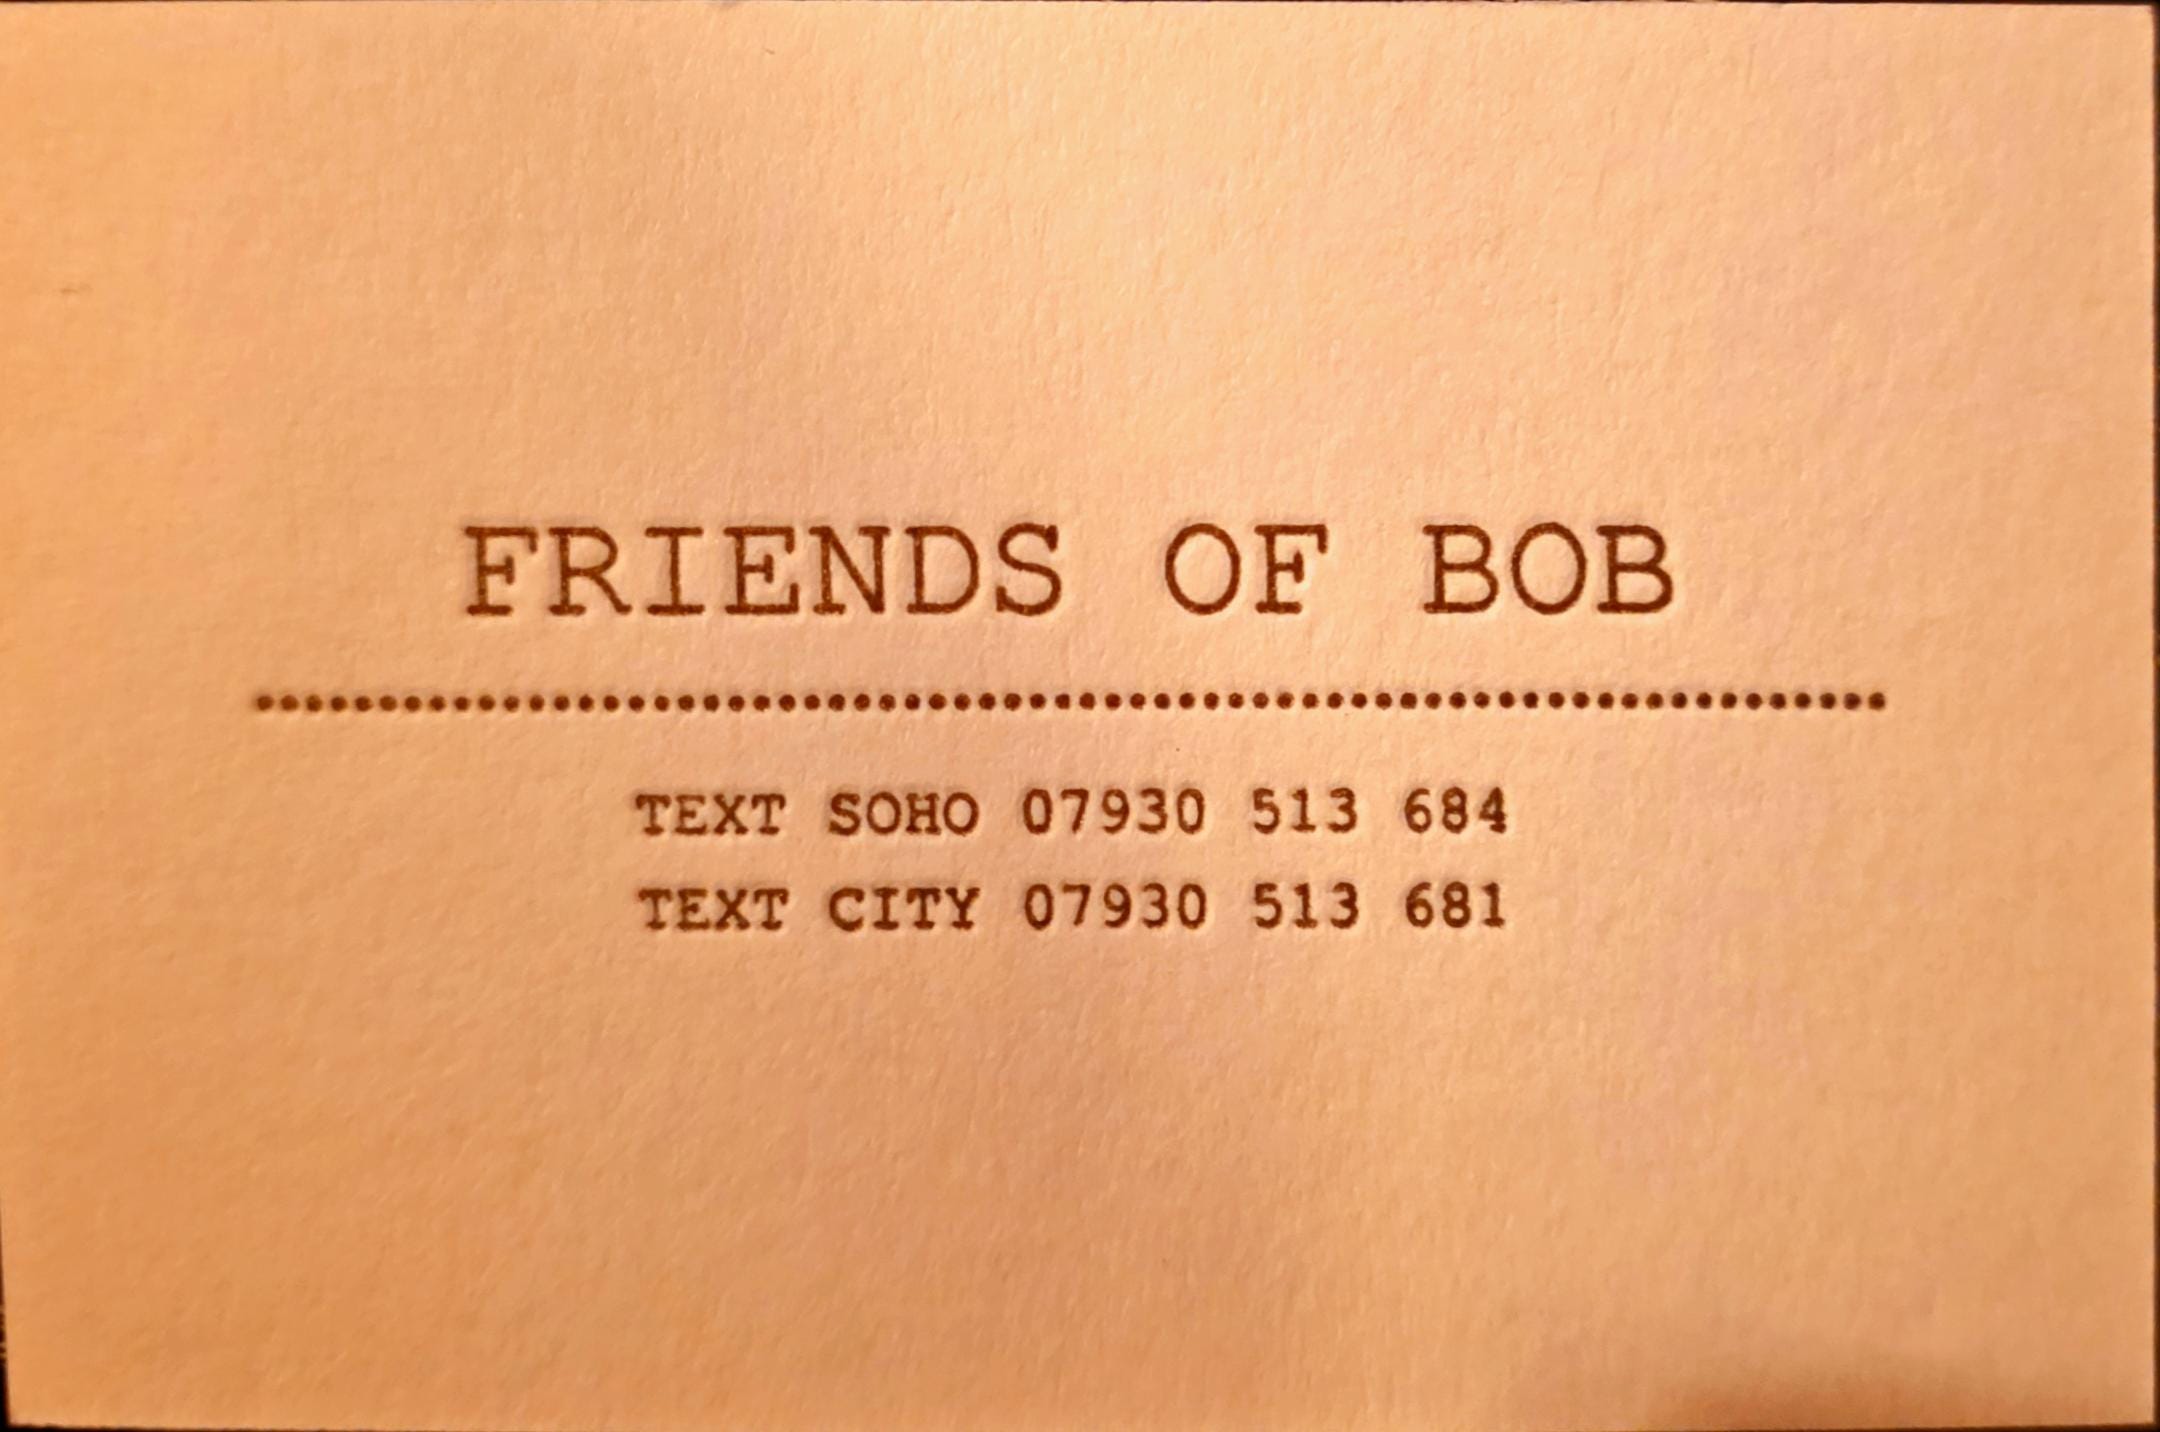 FRIENDS OF BOB
TEXT SOHO 07930 513 684
TEXT CITY 07930 513 681